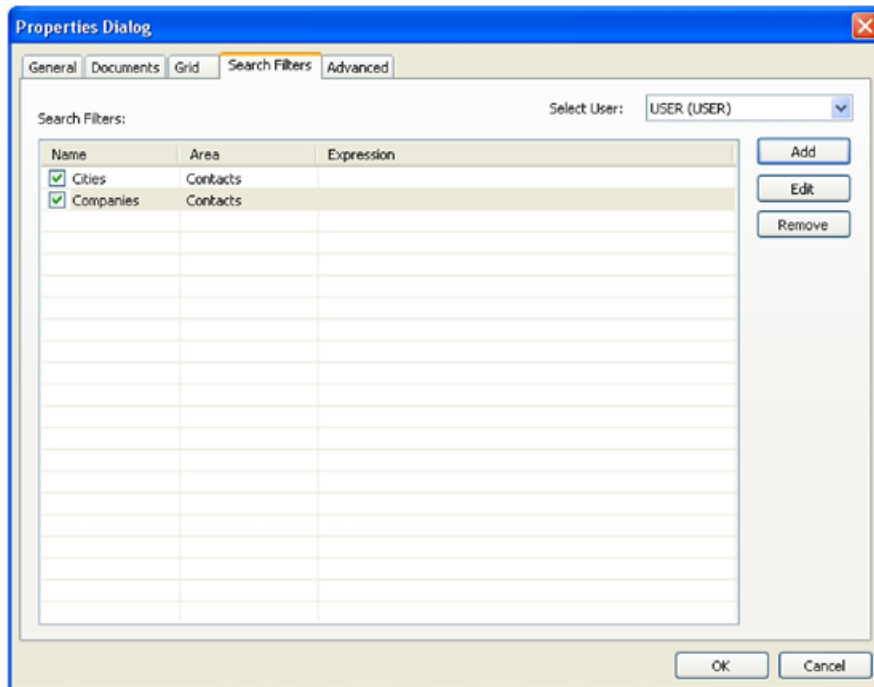 Properties Dialog
General Documents Grid Search Filters Advanced
Select User: USER (USER)
Search Filters:
Name Area Expression
Cities Contacts
Companies Contacts
Add
Edit
Remove
OK Cancel